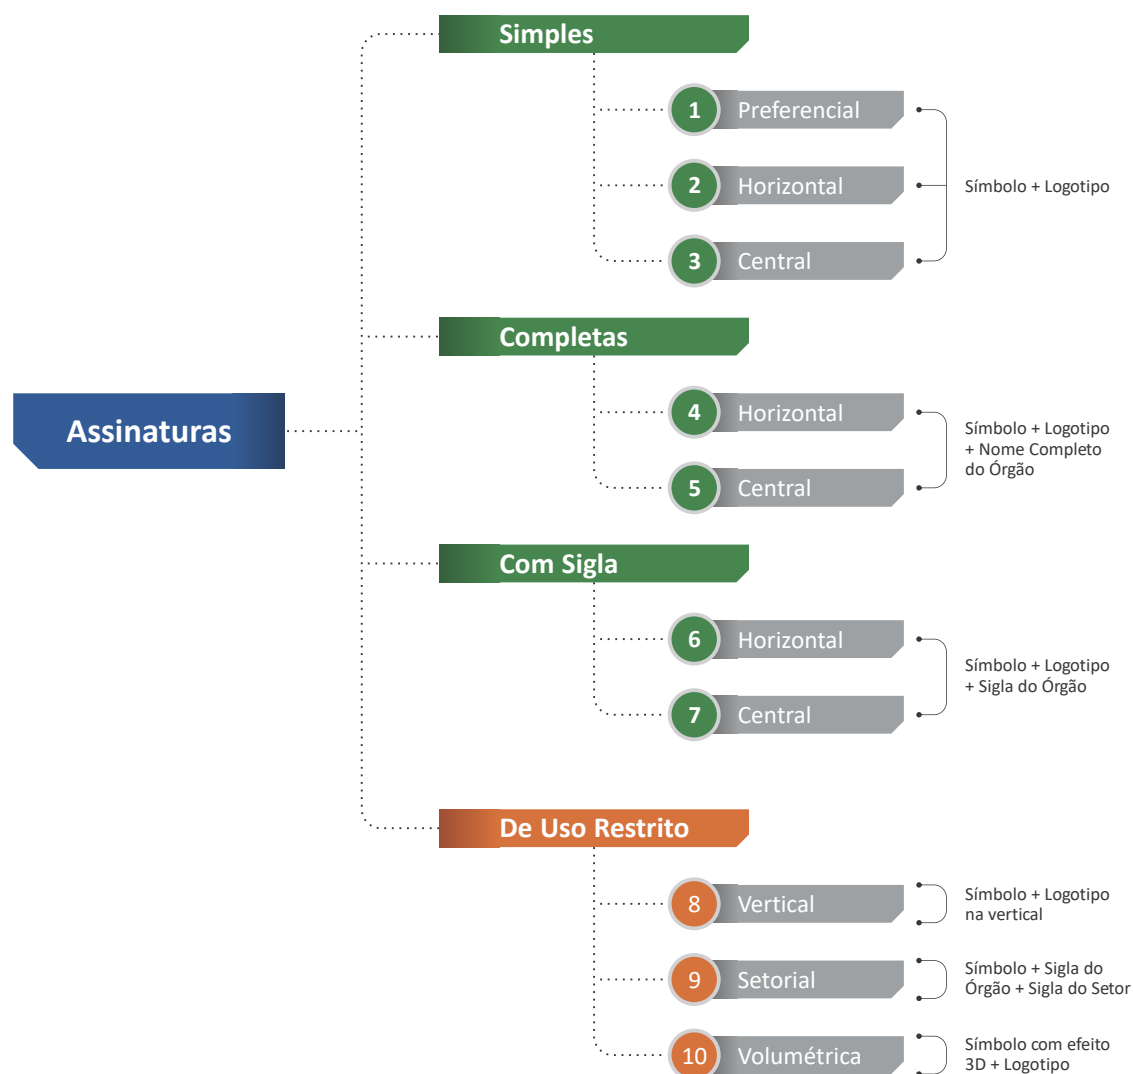 Simples
1 Preferencial
2 Horizontal
3 Central
Símbolo + Logotipo
Completas
4 Horizontal
5 Central
Símbolo + Logotipo
+ Nome Completo
do Órgão
Assinaturas
Com Sigla
6 Horizontal
7 Central
Símbolo + Logotipo
+ Sigla do Órgão
De Uso Restrito
8 Vertical
Símbolo + Logotipo
na vertical
9 Setorial
Símbolo + Sigla do
Órgão + Sigla do Setor
10 Volumétrica
Símbolo com efeito
3D + Logotipo